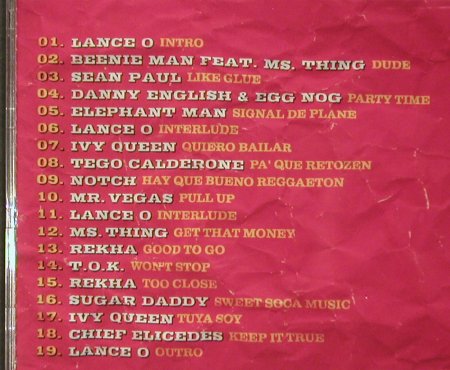 01. LANCE O INTRO
02. BEENIE MAN FEAT. MS. THING DUDE
03. SEAN PAUL LIKE GLUE
04. DANNY ENGLISH & EGG NOG PARTY TIME
05. ELEPHANT MAN SIGNAL DE PLANE
06. LANCE O INTERLUDE
07. IVY QUEEN QUIERO BAILAR
08. TEGO CALDERONE PA' QUE RETOZEN
09. NOTCH HAY QUE BUENO REGGAETON
10. MR. VEGAS PULL UP
11. LANCE O INTERLUDE
12. MS. THING GET THAT MONEY
13. REKHA GOOD TO GO
14. T.O.K. WON'T STOP
15. REKHA TOO CLOSE
16. SUGAR DADDY SWEET SOCA MUSIC
17. IVY QUEEN TUYA SOY
18. CHIEF ELICEDES KEEP IT TRUE
19. LANCE O OUTRO